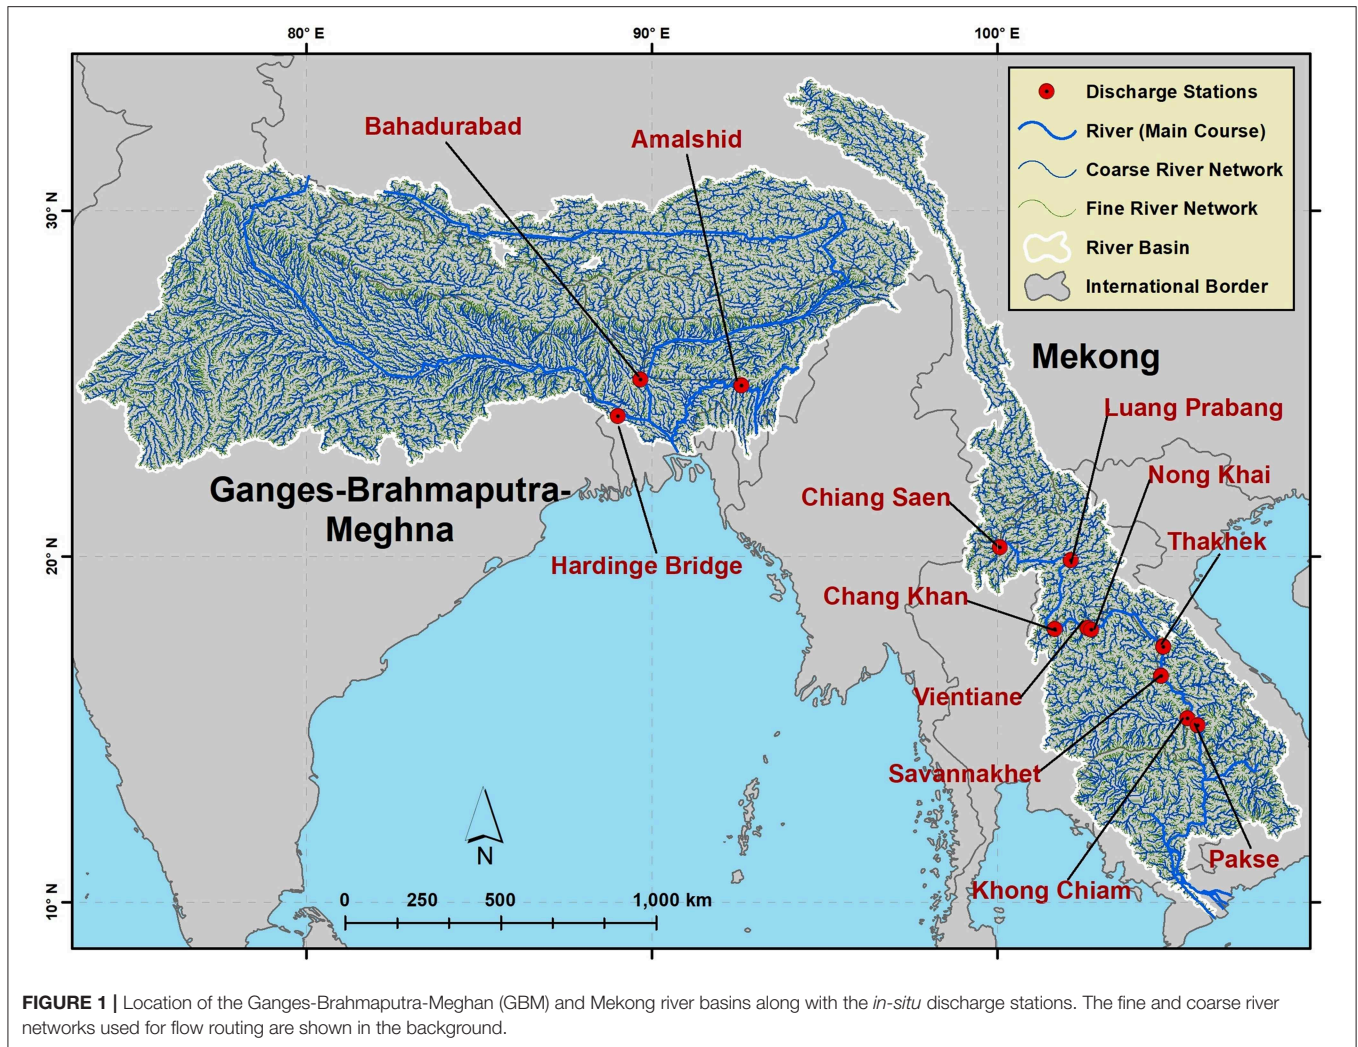 80° E
90° E
100° E
Discharge Stations
River (Main Course)
Coarse River Network
Fine River Network
River Basin
International Border
Bahadurabad
Amalshid
30° N
Mekong
Luang Prabang
Nong Khai
Ganges-Brahmaputra-
Meghna
Chiang Saen
Thakhek
20° N
Hardinge Bridge
Chang Khan
Vientiane
Savannakhet
Pakse
Khong Chiam
N
0 250 500 1,000 km
10° N
FIGURE 1 | Location of the Ganges-Brahmaputra-Meghan (GBM) and Mekong river basins along with the in-situ discharge stations. The fine and coarse river
networks used for flow routing are shown in the background.